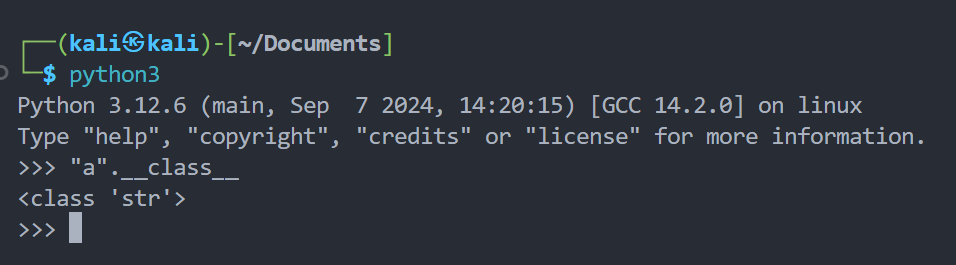 ┌──(kali㉿kali)-[~/Documents]
└─$ python3
Python 3.12.6 (main, Sep  7 2024, 14:20:15) [GCC 14.2.0] on linux
Type "help", "copyright", "credits" or "license" for more information.
>>> "a".__class__
<class 'str'>
>>>